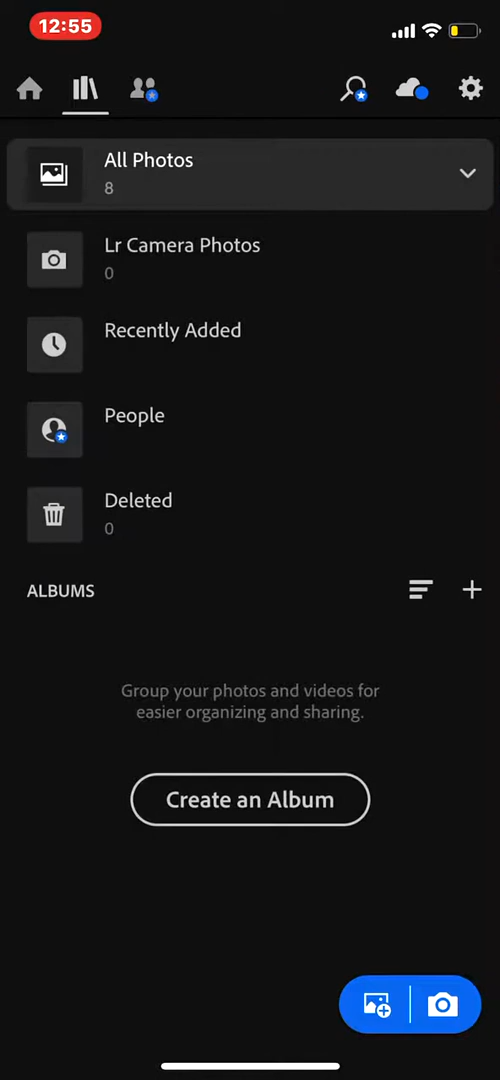 12:55
All Photos
8
Lr Camera Photos
0
Recently Added
People
Deleted
0
ALBUMS
Group your photos and videos for
easier organizing and sharing.
Create an Album